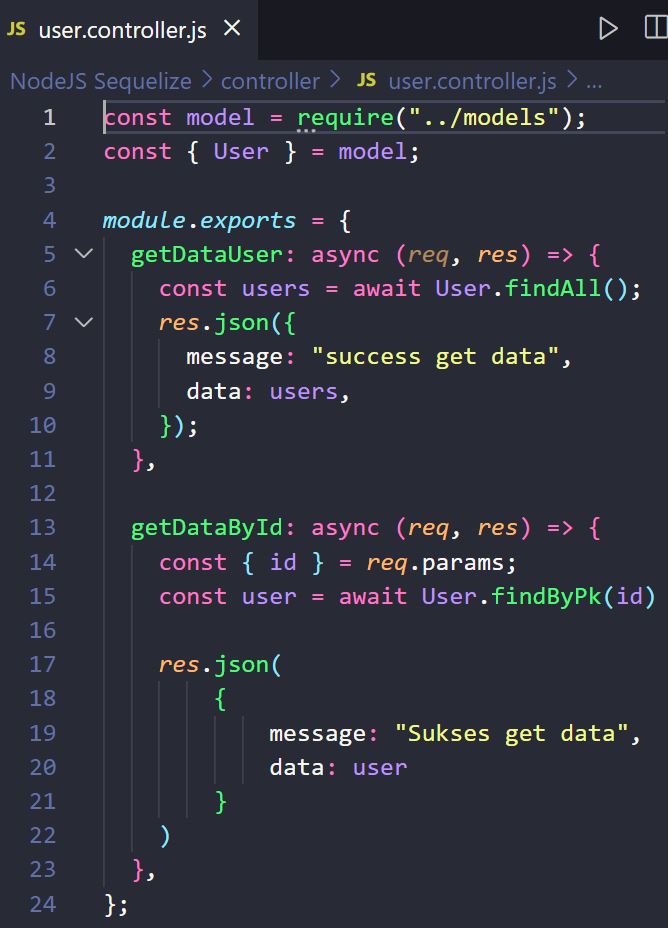 JS user.controller.js ×
NodeJS Sequelize > controller > JS user.controller.js > ...
1 const model = require("../models");
2 const { User } = model;
3
4 module.exports = {
5   getDataUser: async (req, res) => {
6     const users = await User.findAll();
7     res.json({
8       message: "success get data",
9       data: users,
10     });
11   },
12
13   getDataById: async (req, res) => {
14     const { id } = req.params;
15     const user = await User.findByPk(id)
16
17     res.json(
18         {
19             message: "Sukses get data",
20             data: user
21         }
22     )
23   },
24 };